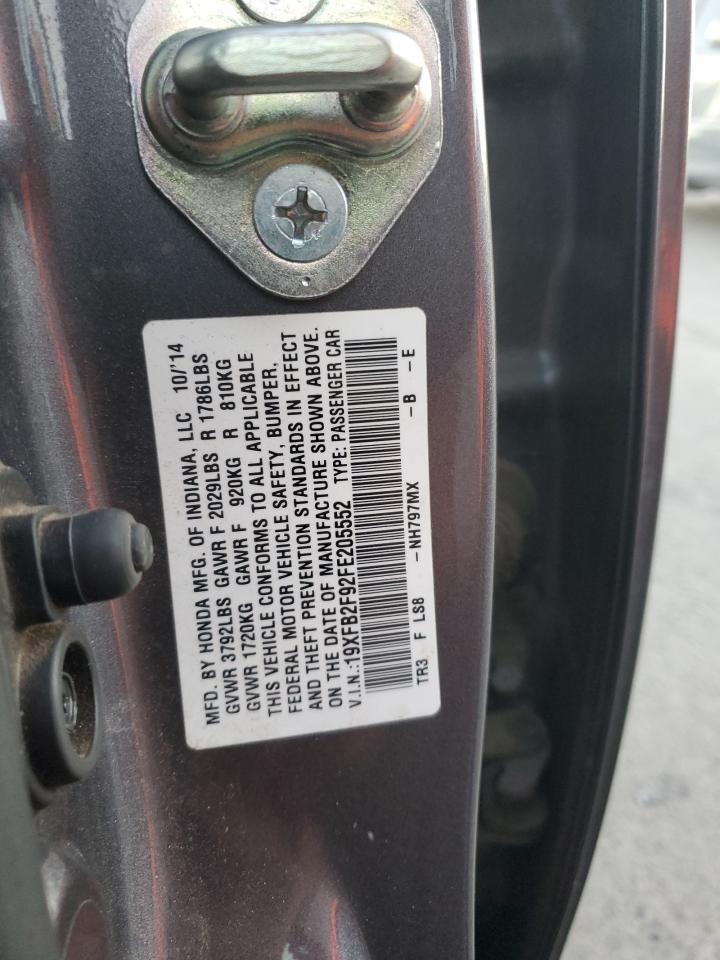 MFD. BY HONDA MFG. OF INDIANA, LLC 10/'14
GVWR 3792LBS GAWR F 2029LBS R 1786LBS
GVWR 1720KG GAWR F 920KG R 810KG
THIS VEHICLE CONFORMS TO ALL APPLICABLE
FEDERAL MOTOR VEHICLE SAFETY, BUMPER,
AND THEFT PREVENTION STANDARDS IN EFFECT
ON THE DATE OF MANUFACTURE SHOWN ABOVE.
V.I.N.:19XFB2F92FE205552 TYPE: PASSENGER CAR
TR3 F LS8 -NH797MX -B -E